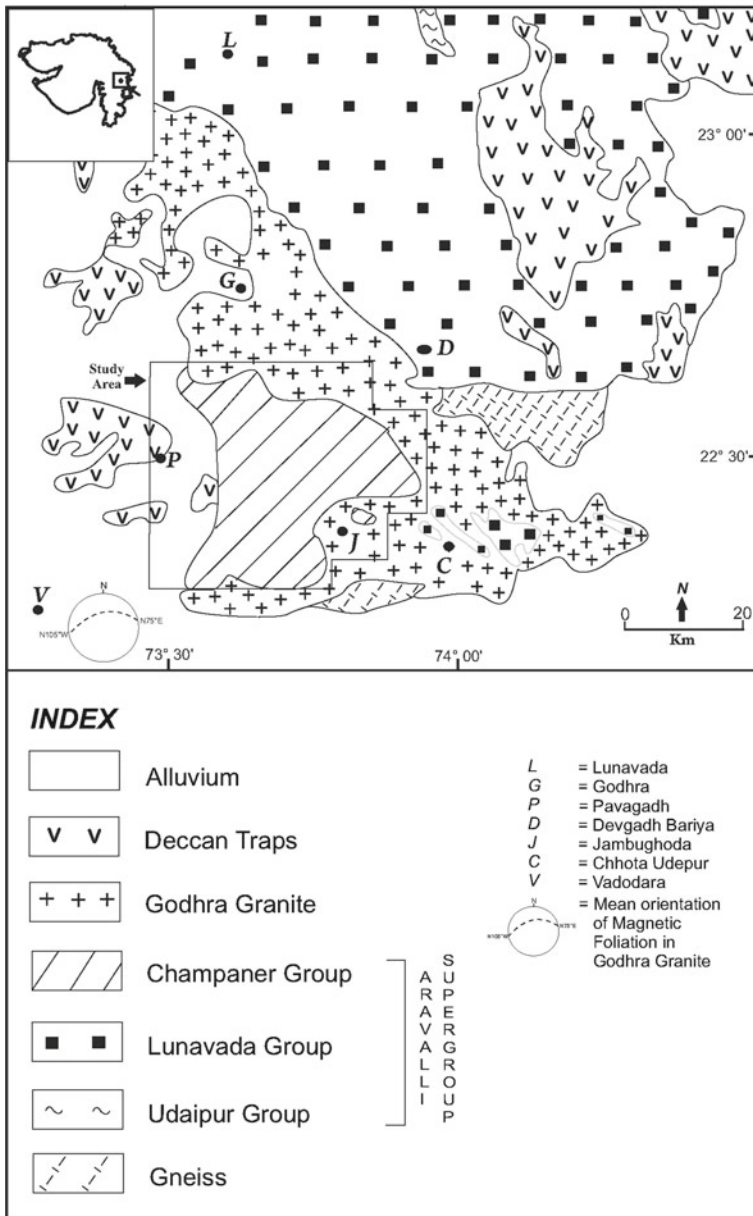 L
23° 00'
G
D
Study
Area
P
22° 30'
J
C
V
N
N105°W
N75°E
N
0
20
Km
73° 30'
74° 00'
INDEX
Alluvium
Deccan Traps
Godhra Granite
Champaner Group
Lunavada Group
Udaipur Group
Gneiss
ARAVALLI
SUPERGROUP
L = Lunavada
G = Godhra
P = Pavagadh
D = Devgadh Bariya
J = Jambughoda
C = Chhota Udepur
V = Vadodara
= Mean orientation
of Magnetic
Foliation in
Godhra Granite
N105°W
N75°E